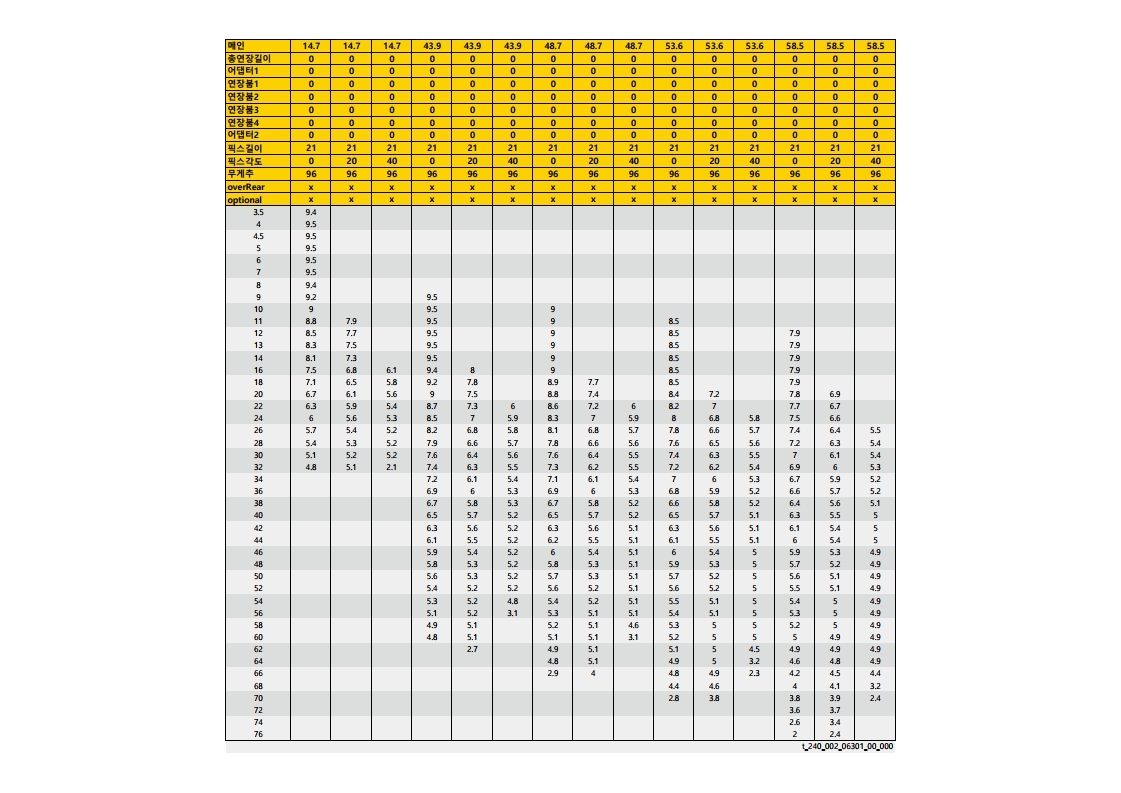 메인 14.7 14.7 14.7 43.9 43.9 43.9 48.7 48.7 48.7 53.6 53.6 53.6 58.5 58.5 58.5
총연장길이 0 0 0 0 0 0 0 0 0 0 0 0 0 0 0
어댑터1 0 0 0 0 0 0 0 0 0 0 0 0 0 0 0
연장붐1 0 0 0 0 0 0 0 0 0 0 0 0 0 0 0
연장붐2 0 0 0 0 0 0 0 0 0 0 0 0 0 0 0
연장붐3 0 0 0 0 0 0 0 0 0 0 0 0 0 0 0
연장붐4 0 0 0 0 0 0 0 0 0 0 0 0 0 0 0
어댑터2 0 0 0 0 0 0 0 0 0 0 0 0 0 0 0
픽스길이 21 21 21 21 21 21 21 21 21 21 21 21 21 21 21
픽스각도 0 20 40 0 20 40 0 20 40 0 20 40 0 20 40
무게추 96 96 96 96 96 96 96 96 96 96 96 96 96 96 96
overRear x x x x x x x x x x x x x x x
optional x x x x x x x x x x x x x x x
3.5 9.4
4 9.5
4.5 9.5
5 9.5
6 9.5
7 9.5
8 9.4
9 9.2 9.5
10 9 9.5 9
11 8.8 7.9 9.5 9 8.5
12 8.5 7.7 9.5 9 8.5 7.9
13 8.3 7.5 9.5 9 8.5 7.9
14 8.1 7.3 9.5 9 8.5 7.9
16 7.5 6.8 6.1 9.4 8 9 8.5 7.9
18 7.1 6.5 5.8 9.2 7.8 8.9 7.7 8.5 7.9
20 6.7 6.1 5.6 9 7.5 8.8 7.4 8.4 7.2 7.8 6.9
22 6.3 5.9 5.4 8.7 7.3 6 8.6 7.2 6 8.2 7 7.7 6.7
24 6 5.6 5.3 8.5 7 5.9 8.3 7 5.9 8 6.8 5.8 7.5 6.6
26 5.7 5.4 5.2 8.2 6.8 5.8 8.1 6.8 5.7 7.8 6.6 5.7 7.4 6.4 5.5
28 5.4 5.3 5.2 7.9 6.6 5.7 7.8 6.6 5.6 7.6 6.5 5.6 7.2 6.3 5.4
30 5.1 5.2 5.2 7.6 6.4 5.6 7.6 6.4 5.5 7.4 6.3 5.5 7 6.1 5.4
32 4.8 5.1 2.1 7.4 6.3 5.5 7.3 6.2 5.5 7.2 6.2 5.4 6.9 6 5.3
34 7.2 6.1 5.4 7.1 6.1 5.4 7 6 5.3 6.7 5.9 5.2
36 6.9 6 5.3 6.9 6 5.3 6.8 5.9 5.2 6.6 5.7 5.2
38 6.7 5.8 5.3 6.7 5.8 5.2 6.6 5.8 5.2 6.4 5.6 5.1
40 6.5 5.7 5.2 6.5 5.7 5.2 6.5 5.7 5.1 6.3 5.5 5
42 6.3 5.6 5.2 6.3 5.6 5.1 6.3 5.6 5.1 6.1 5.4 5
44 6.1 5.5 5.2 6.2 5.5 5.1 6.1 5.5 5.1 6 5.4 5
46 5.9 5.4 5.2 6 5.4 5.1 6 5.4 5 5.9 5.3 4.9
48 5.8 5.3 5.2 5.8 5.3 5.1 5.9 5.3 5 5.7 5.2 4.9
50 5.6 5.3 5.2 5.7 5.3 5.1 5.7 5.2 5 5.6 5.1 4.9
52 5.4 5.2 5.2 5.6 5.2 5.1 5.6 5.2 5 5.5 5.1 4.9
54 5.3 5.2 4.8 5.4 5.2 5.1 5.5 5.1 5 5.4 5 4.9
56 5.1 5.2 3.1 5.3 5.1 5.1 5.4 5.1 5 5.3 5 4.9
58 4.9 5.1 5.2 5.1 4.6 5.3 5 5 5.2 5 4.9
60 4.8 5.1 5.1 5.1 3.1 5.2 5 5 5 4.9 4.9
62 2.7 4.9 5.1 5.1 5 4.5 4.9 4.9 4.9
64 4.8 5.1 4.9 5 3.2 4.6 4.8 4.9
66 2.9 4 4.8 4.9 2.3 4.2 4.5 4.4
68 4.4 4.6 4 4.1 3.2
70 2.8 3.8 3.8 3.9 2.4
72 3.6 3.7
74 2.6 3.4
76 2 2.4
t_240_002_06301_00_000